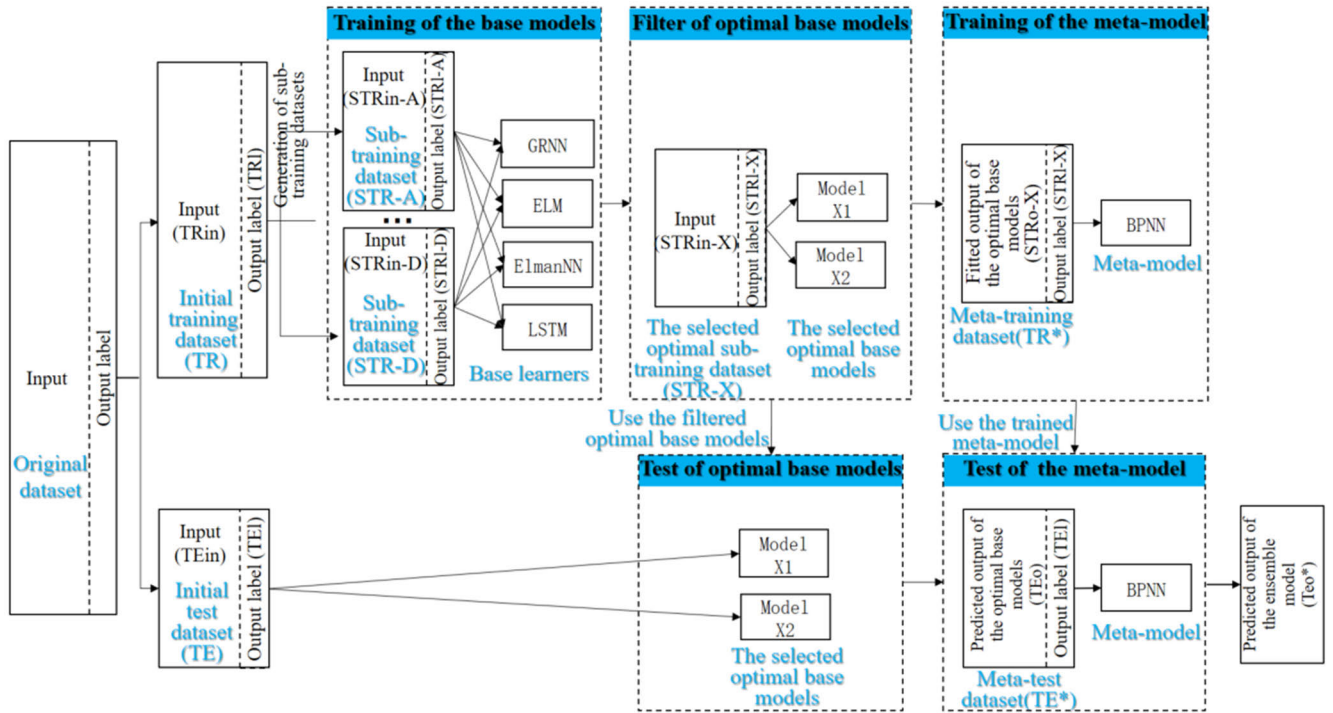 Training of the base models
Filter of optimal base models
Training of the meta-model
Input
Output label
Original
dataset
Input
(TRin)
Output label (TRl)
Initial
training
dataset
(TR)
Generation of sub-
training datasets
Input
(STRin-A)
Output label (STRl-A)
Sub-
training
dataset
(STR-A)
...
Input
(STRin-D)
Output label (STRl-D)
Sub-
training
dataset
(STR-D)
GRNN
ELM
ElmanNN
LSTM
Base learners
Input
(STRin-X)
Output label (STRl-X)
The selected
optimal sub-
training dataset
(STR-X)
Model
X1
Model
X2
The selected
optimal base
models
Fitted output of
the optimal base
models
(STRo-X)
Output label (STRl-X)
Meta-training
dataset(TR*)
BPNN
Meta-model
Use the filtered
optimal base models
Use the trained
meta-model
Test of optimal base models
Test of the meta-model
Input
(TEin)
Output label (TEl)
Initial
test
dataset
(TE)
Model
X1
Model
X2
The selected
optimal base
models
Predicted output of
the optimal base
models
(TEo)
Output label (TEl)
Meta-test
dataset(TE*)
BPNN
Meta-model
Predicted output of
the ensemble
model
(Teo*)